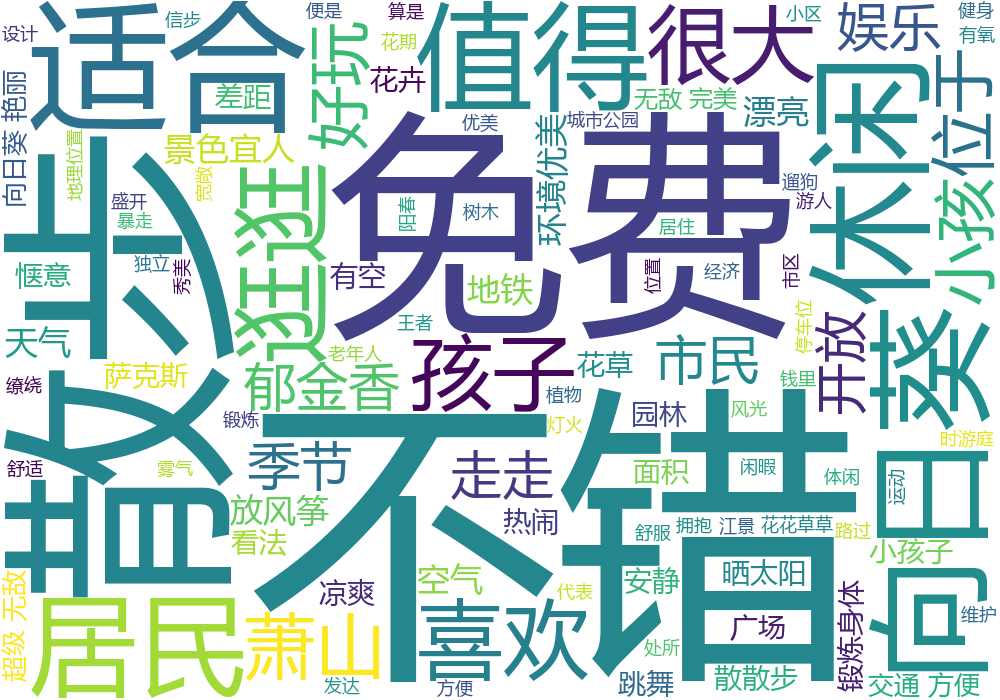 设计
适合
信步
便是
算是
花期
值得
很大
小区
娱乐
健身
有氧
好玩
花卉
差距
无敌 完美
漂亮
向日葵 艳丽
地理位置
景色宜人
宽敞
优美
城市公园
免费
环境优美
休闲
位于
遛狗
游人
小孩
盛开
暴走
散步
逛逛
阳春
树木
居住
独立
秀美
惬意
有空
地铁
位置
经济
市区
天气
王者
老年人
孩子
花草
市民
停车位
开放
向日葵
缭绕
萨克斯
郁金香
植物
钱里
锻炼
不错
灯火
园林
风光
时游庭
舒适
雾气
季节
走走
面积
闲暇
体闲
运动
放风筝
看法
热闹
舒服
拥抱
江景
花花草草
路过
小孩子
背
超级 无敌
凉爽
空气
代表
安静
晒太阳
锻炼身体
居民
萧山
喜欢
广场
维护
处所
发达
方便
跳舞
散散步
交通 方便